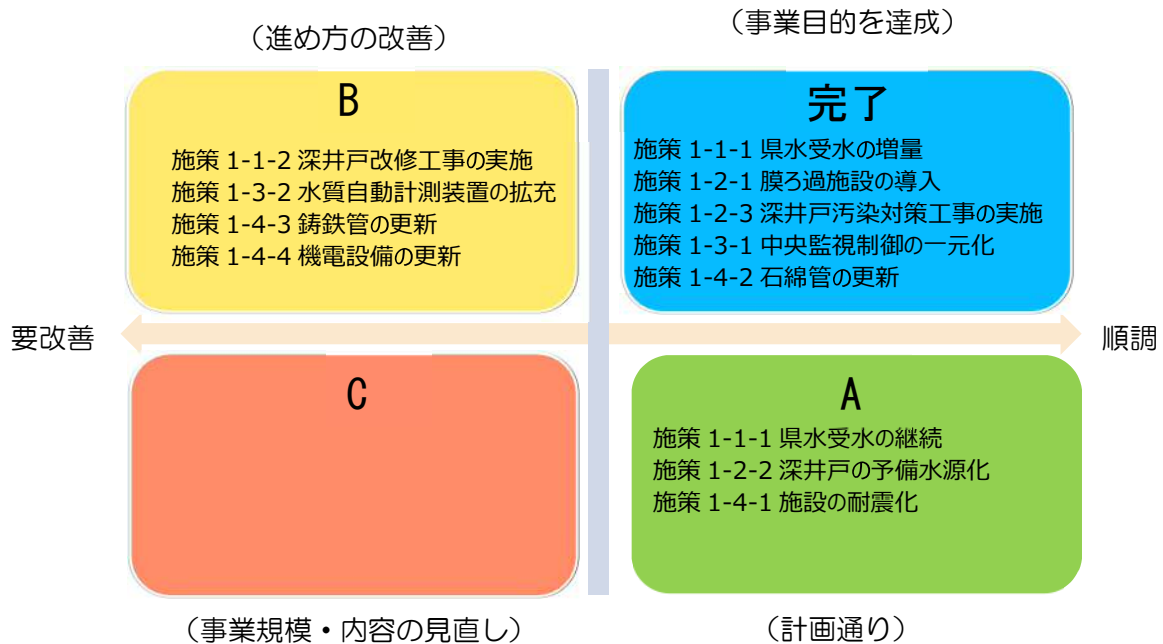 （進め方の改善）
（事業目的を達成）
B
施策 1-1-2 深井戸改修工事の実施
施策 1-3-2 水質自動計測装置の拡充
施策 1-4-3 鋳鉄管の更新
施策 1-4-4 機電設備の更新
完了
施策 1-1-1 県水受水の増量
施策 1-2-1 膜ろ過施設の導入
施策 1-2-3 深井戸汚染対策工事の実施
施策 1-3-1 中央監視制御の一元化
施策 1-4-2 石綿管の更新
要改善
順調
C
A
施策 1-1-1 県水受水の継続
施策 1-2-2 深井戸の予備水源化
施策 1-4-1 施設の耐震化
（事業規模・内容の見直し）
（計画通り）